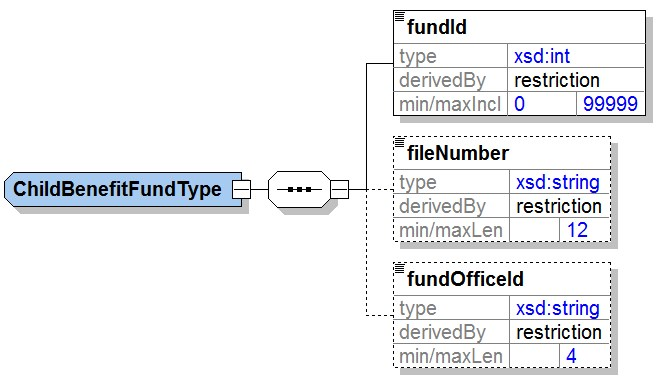 fundId
type xsd:int
derivedBy restriction
min/maxIncl 0 99999
fileNumber
type xsd:string
derivedBy restriction
min/maxLen 12
ChildBenefitFundType
fundOfficeId
type xsd:string
derivedBy restriction
min/maxLen 4